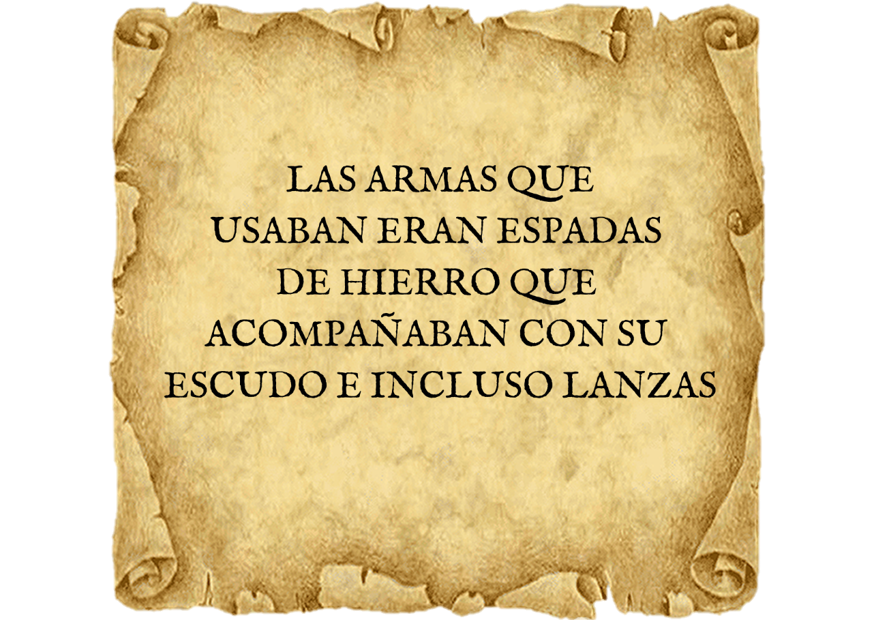 LAS ARMAS QUE
USABAN ERAN ESPADAS
DE HIERRO QUE
ACOMPAÑABAN CON SU
ESCUDO E INCLUSO LANZAS